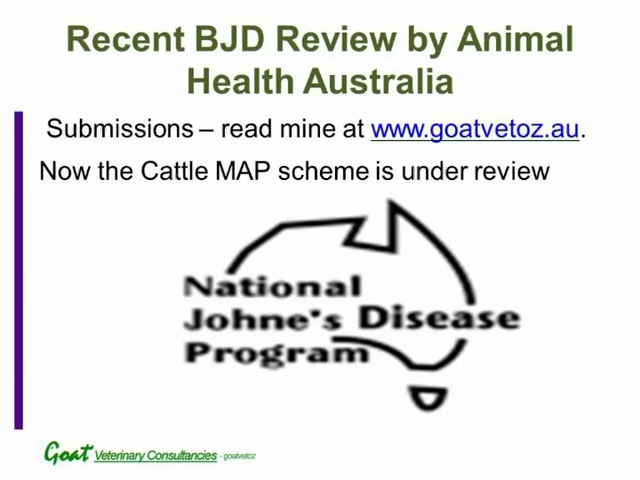 Recent BJD Review by Animal
Health Australia
Submissions – read mine at www.goatvetoz.au.
Now the Cattle MAP scheme is under review
National
Johne's Disease
Program
Goat Veterinary Consultancies - goatvetoz